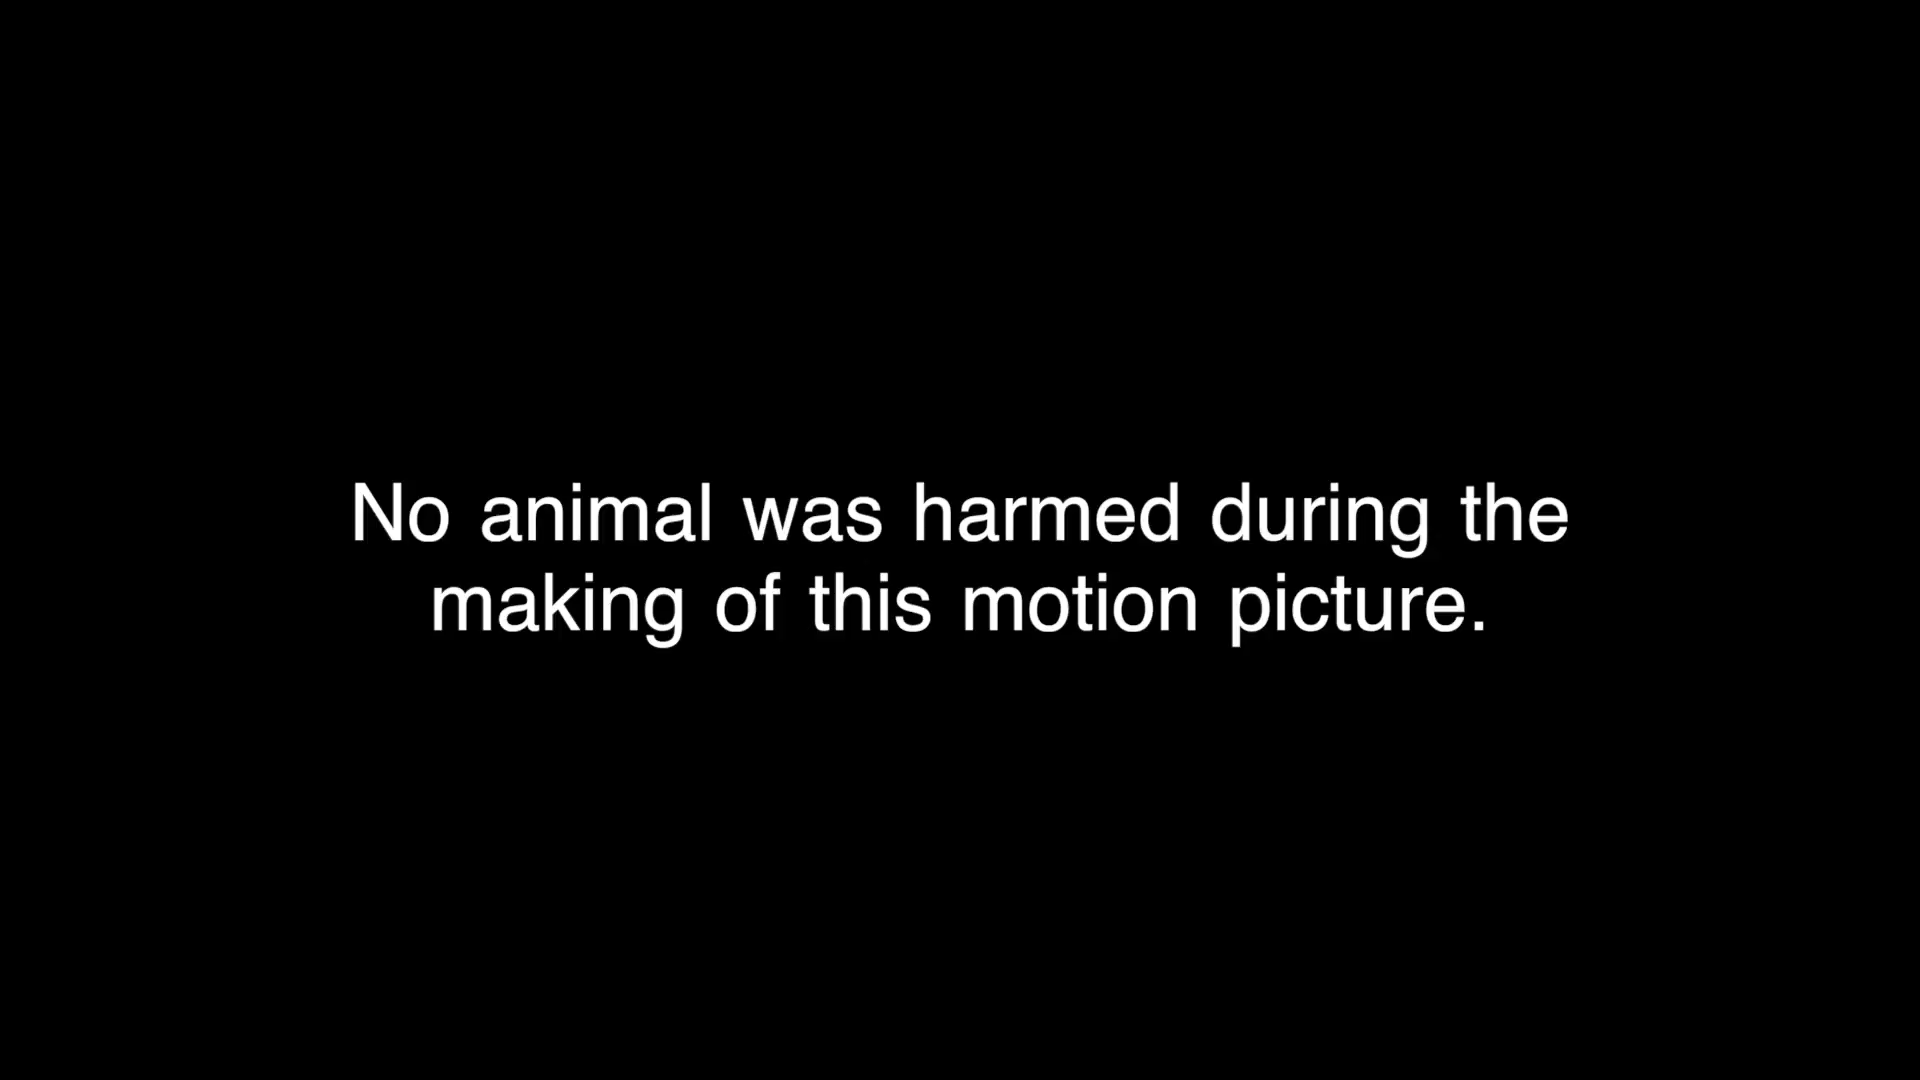 No animal was harmed during the
making of this motion picture.